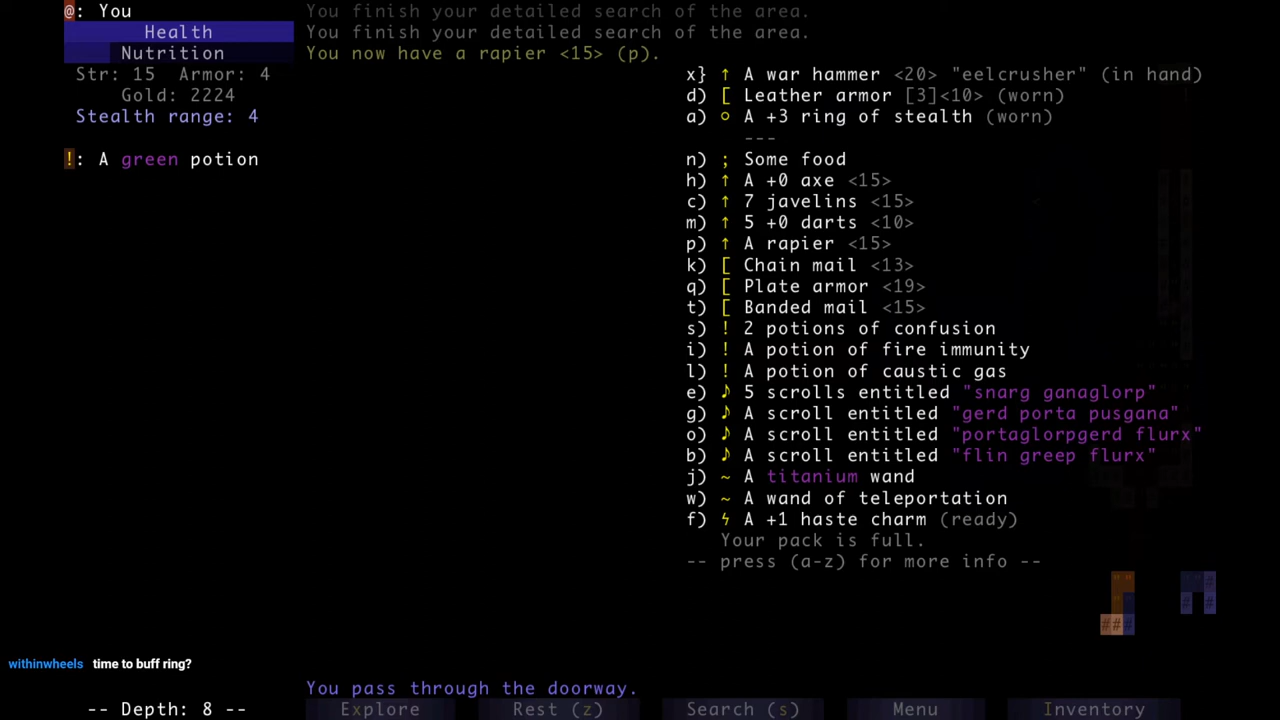 @: You
Health
Nutrition
Str: 15 Armor: 4
Gold: 2224
Stealth range: 4
!: A green potion
You finish your detailed search of the area.
You finish your detailed search of the area.
You now have a rapier <15> (p).
x} ↑ A war hammer <20> "eelcrusher" (in hand)
d) [ Leather armor [3]<10> (worn)
a) ○ A +3 ring of stealth (worn)
---
n) ; Some food
h) ↑ A +0 axe <15>
c) ↑ 7 javelins <15>
m) ↑ 5 +0 darts <10>
p) ↑ A rapier <15>
k) [ Chain mail <13>
q) [ Plate armor <19>
t) [ Banded mail <15>
s) ! 2 potions of confusion
i) ! A potion of fire immunity
l) ! A potion of caustic gas
e) ♪ 5 scrolls entitled "snarg ganaglorp"
g) ♪ A scroll entitled "gerd porta pusgana"
o) ♪ A scroll entitled "portaglorpgerd flurx"
b) ♪ A scroll entitled "flin greep flurx"
j) ~ A titanium wand
w) ~ A wand of teleportation
f) ϟ A +1 haste charm (ready)
Your pack is full.
-- press (a-z) for more info --
##
withinwheels time to buff ring?
You pass through the doorway.
-- Depth: 8 --
Explore
Rest (z)
Search (s)
Menu
Inventory